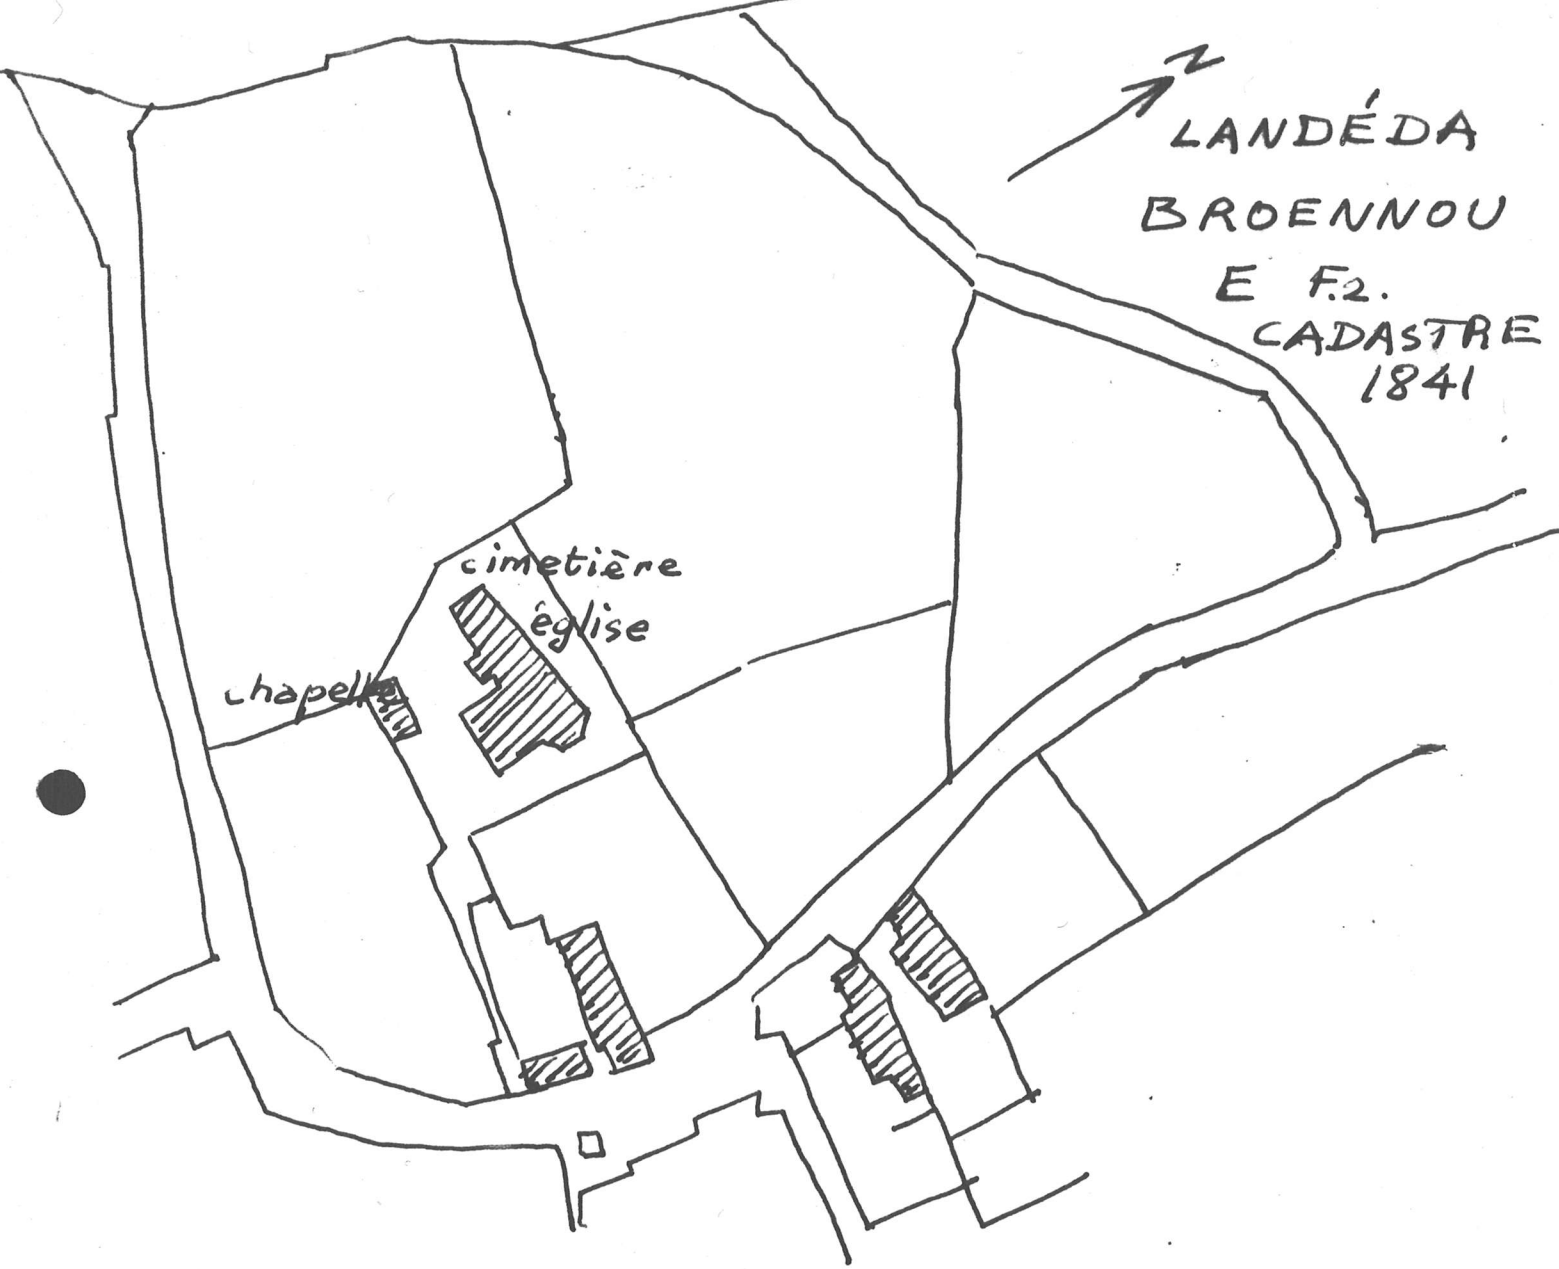 N
LANDÉDA
BROENNOU
E F.2.
CADASTRE
1841
cimetière
église
chapelle